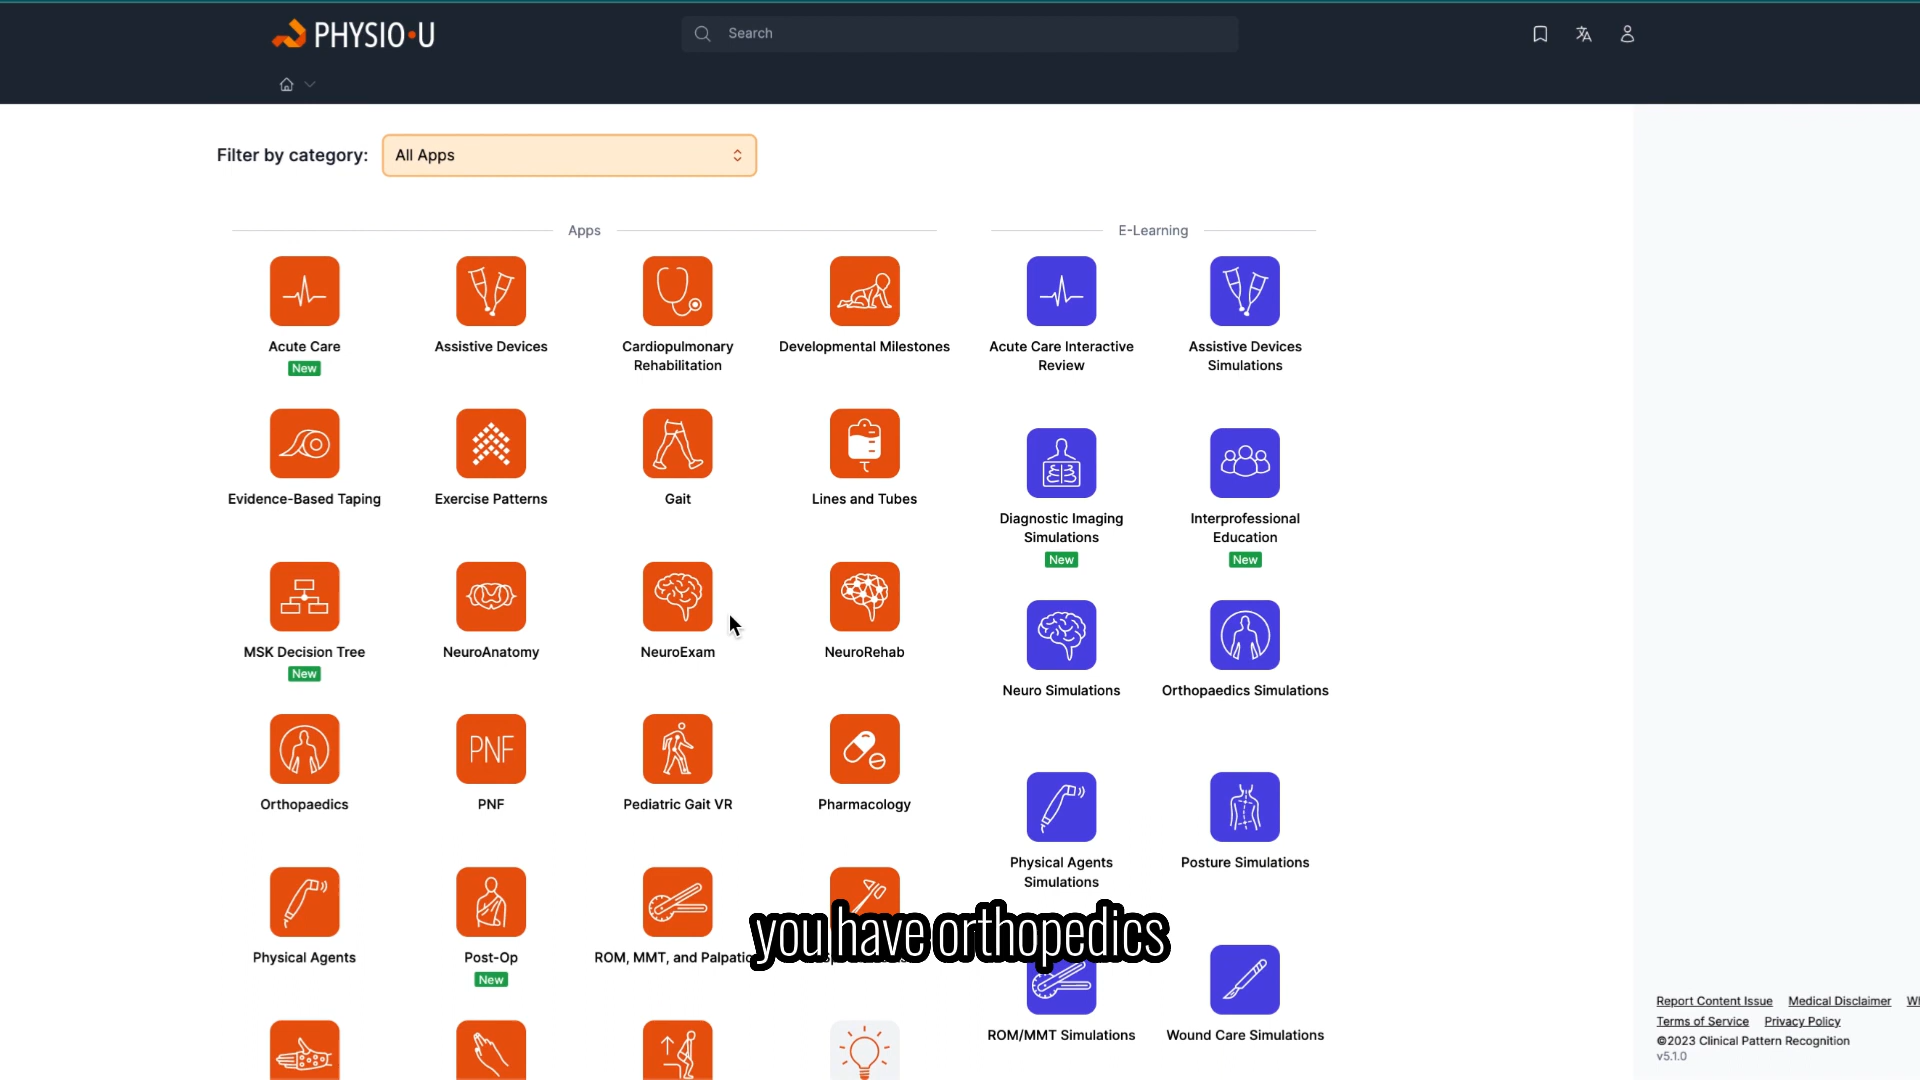 PHYSIO•U
Search
Filter by category:
All Apps
Apps
E-Learning
Acute Care
New
Assistive Devices
Cardiopulmonary
Rehabilitation
Developmental Milestones
Acute Care Interactive
Review
Assistive Devices
Simulations
Evidence-Based Taping
Exercise Patterns
Gait
Lines and Tubes
Diagnostic Imaging
Simulations
New
Interprofessional
Education
New
MSK Decision Tree
New
NeuroAnatomy
NeuroExam
NeuroRehab
Neuro Simulations
Orthopaedics Simulations
Orthopaedics
PNF
PNF
Pediatric Gait VR
Pharmacology
Physical Agents
Simulations
Posture Simulations
Physical Agents
Post-Op
New
ROM, MMT, and
you have orthopedics
ROM/MMT Simulations
Wound Care Simulations
Report Content Issue Medical Disclaimer
Terms of Service Privacy Policy
©2023 Clinical Pattern Recognition
v5.1.0